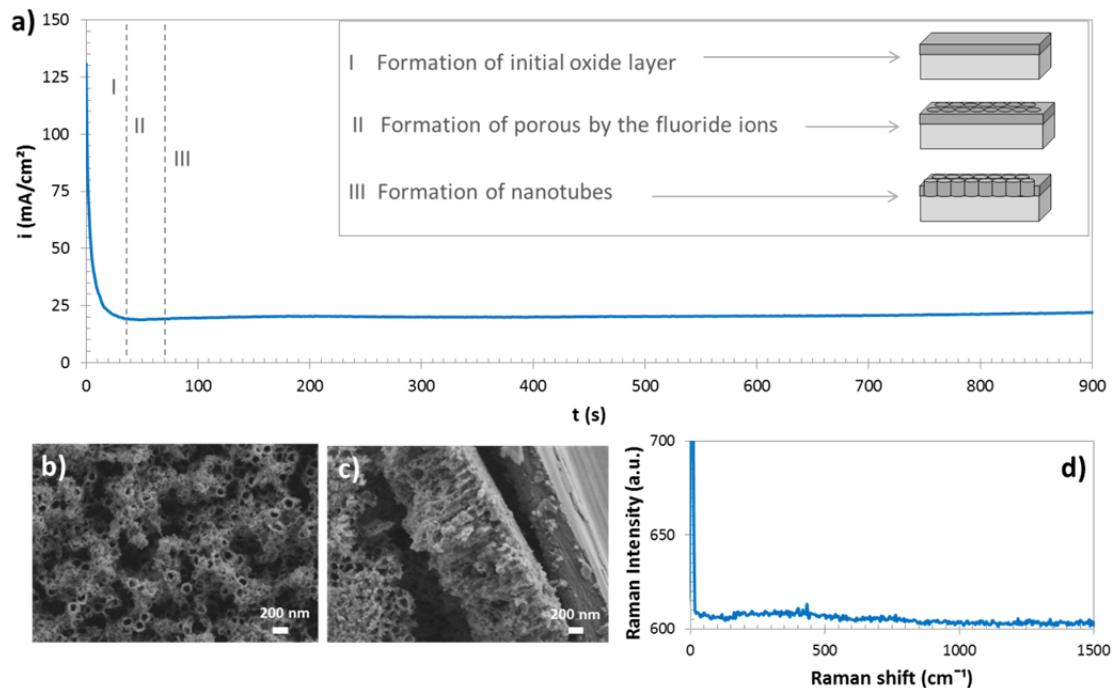 a)
i (mA/cm²)
150
125
100
75
50
25
0
I
II
III
I Formation of initial oxide layer
II Formation of porous by the fluoride ions
III Formation of nanotubes
0 100 200 300 400 500 600 700 800 900
t (s)
b)
200 nm
c)
200 nm
d)
Raman Intensity (a.u.)
700
650
600
0 500 1000 1500
Raman shift (cm⁻¹)